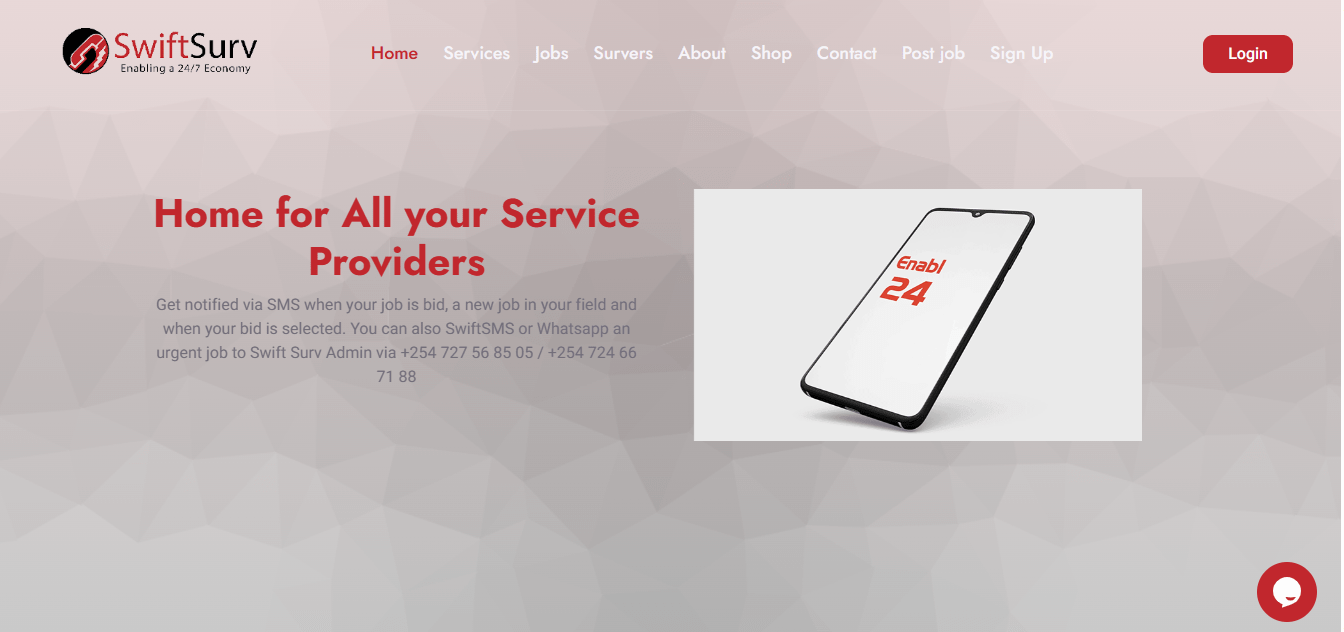 SwiftSurv
Enabling a 24/7 Economy
Home Services Jobs Survers About Shop Contact Post job Sign Up
Login
Home for All your Service
Providers
Get notified via SMS when your job is bid, a new job in your field and
when your bid is selected. You can also SwiftSMS or Whatsapp an
urgent job to Swift Surv Admin via +254 727 56 85 05 / +254 724 66
71 88
Enabl
24